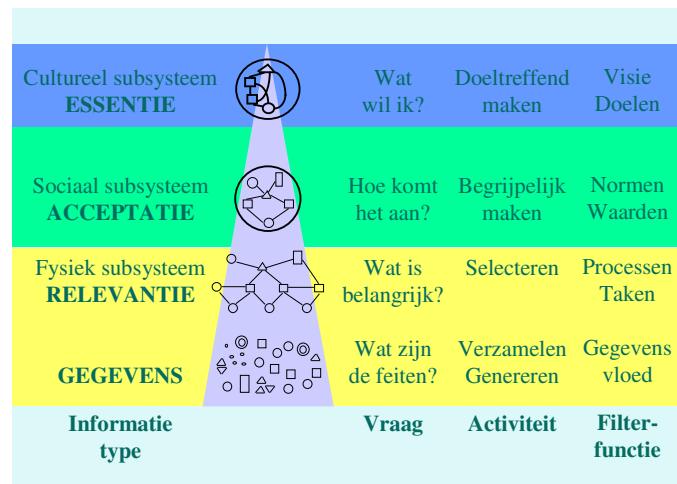 Cultureel subsysteem
ESSENTIE
Wat
wil ik?
Doeltreffend
maken
Visie
Doelen
Sociaal subsysteem
ACCEPTATIE
Hoe komt
het aan?
Begrijpelijk
maken
Normen
Waarden
Fysiek subsysteem
RELEVANTIE
Wat is
belangrijk?
Selecteren
Processen
Taken
GEGEVENS
Wat zijn
de feiten?
Verzamelen
Genereren
Gegevens
vloed
Informatie
type
Vraag
Activiteit
Filter-
functie